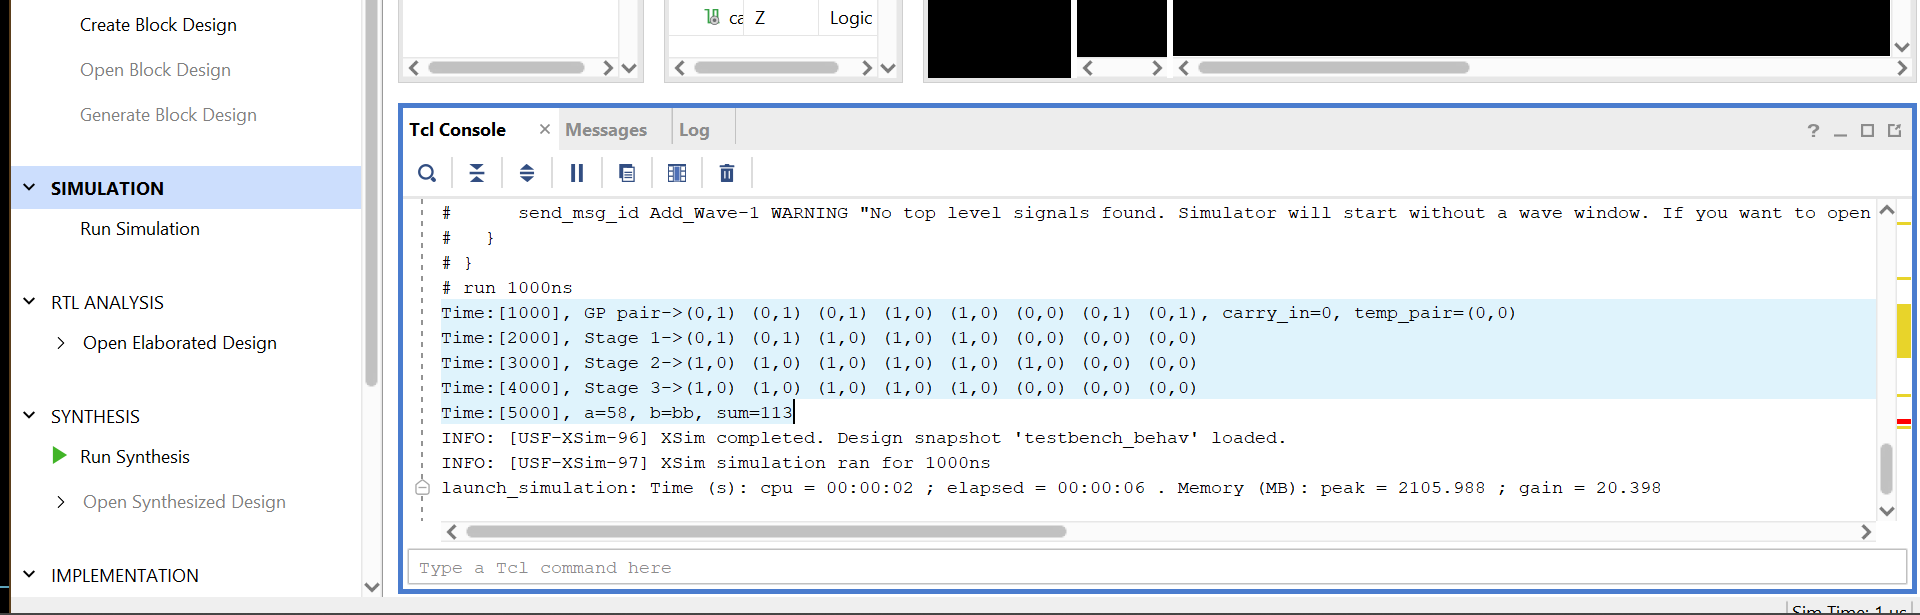 Create Block Design
Open Block Design
Generate Block Design
SIMULATION
Run Simulation
RTL ANALYSIS
Open Elaborated Design
SYNTHESIS
Run Synthesis
Open Synthesized Design
IMPLEMENTATION
Z
Logic
Tcl Console
Messages
Log
#      send_msg_id Add_Wave-1 WARNING "No top level signals found. Simulator will start without a wave window. If you want to open
#   }
# }
# run 1000ns
Time:[1000], GP pair->(0,1) (0,1) (0,1) (1,0) (1,0) (0,0) (0,1) (0,1), carry_in=0, temp_pair=(0,0)
Time:[2000], Stage 1->(0,1) (0,1) (1,0) (1,0) (1,0) (0,0) (0,0) (0,0)
Time:[3000], Stage 2->(1,0) (1,0) (1,0) (1,0) (1,0) (1,0) (0,0) (0,0)
Time:[4000], Stage 3->(1,0) (1,0) (1,0) (1,0) (1,0) (0,0) (0,0) (0,0)
Time:[5000], a=58, b=bb, sum=113
INFO: [USF-XSim-96] XSim completed. Design snapshot 'testbench_behav' loaded.
INFO: [USF-XSim-97] XSim simulation ran for 1000ns
launch_simulation: Time (s): cpu = 00:00:02 ; elapsed = 00:00:06 . Memory (MB): peak = 2105.988 ; gain = 20.398
Type a Tcl command here
Sim Time: 1 us